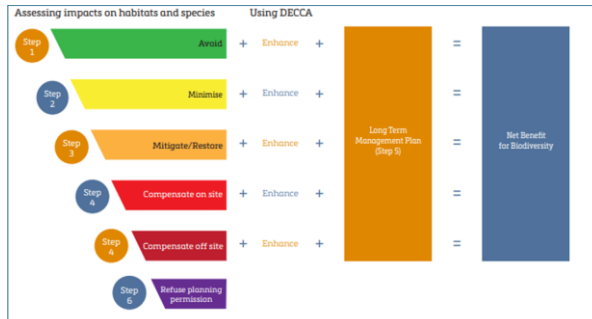 Assessing impacts on habitats and species Using DECCA
Step
1
Avoid + Enhance + =
Step
2
Minimise + Enhance + =
Step
3
Mitigate/Restore + Enhance + =
Long Term
Management Plan
(Step 5)
Net Benefit
for Biodiversity
Step
4
Compensate on site + Enhance + =
Step
4
Compensate off site + Enhance + =
Step
6
Refuse planning
permission